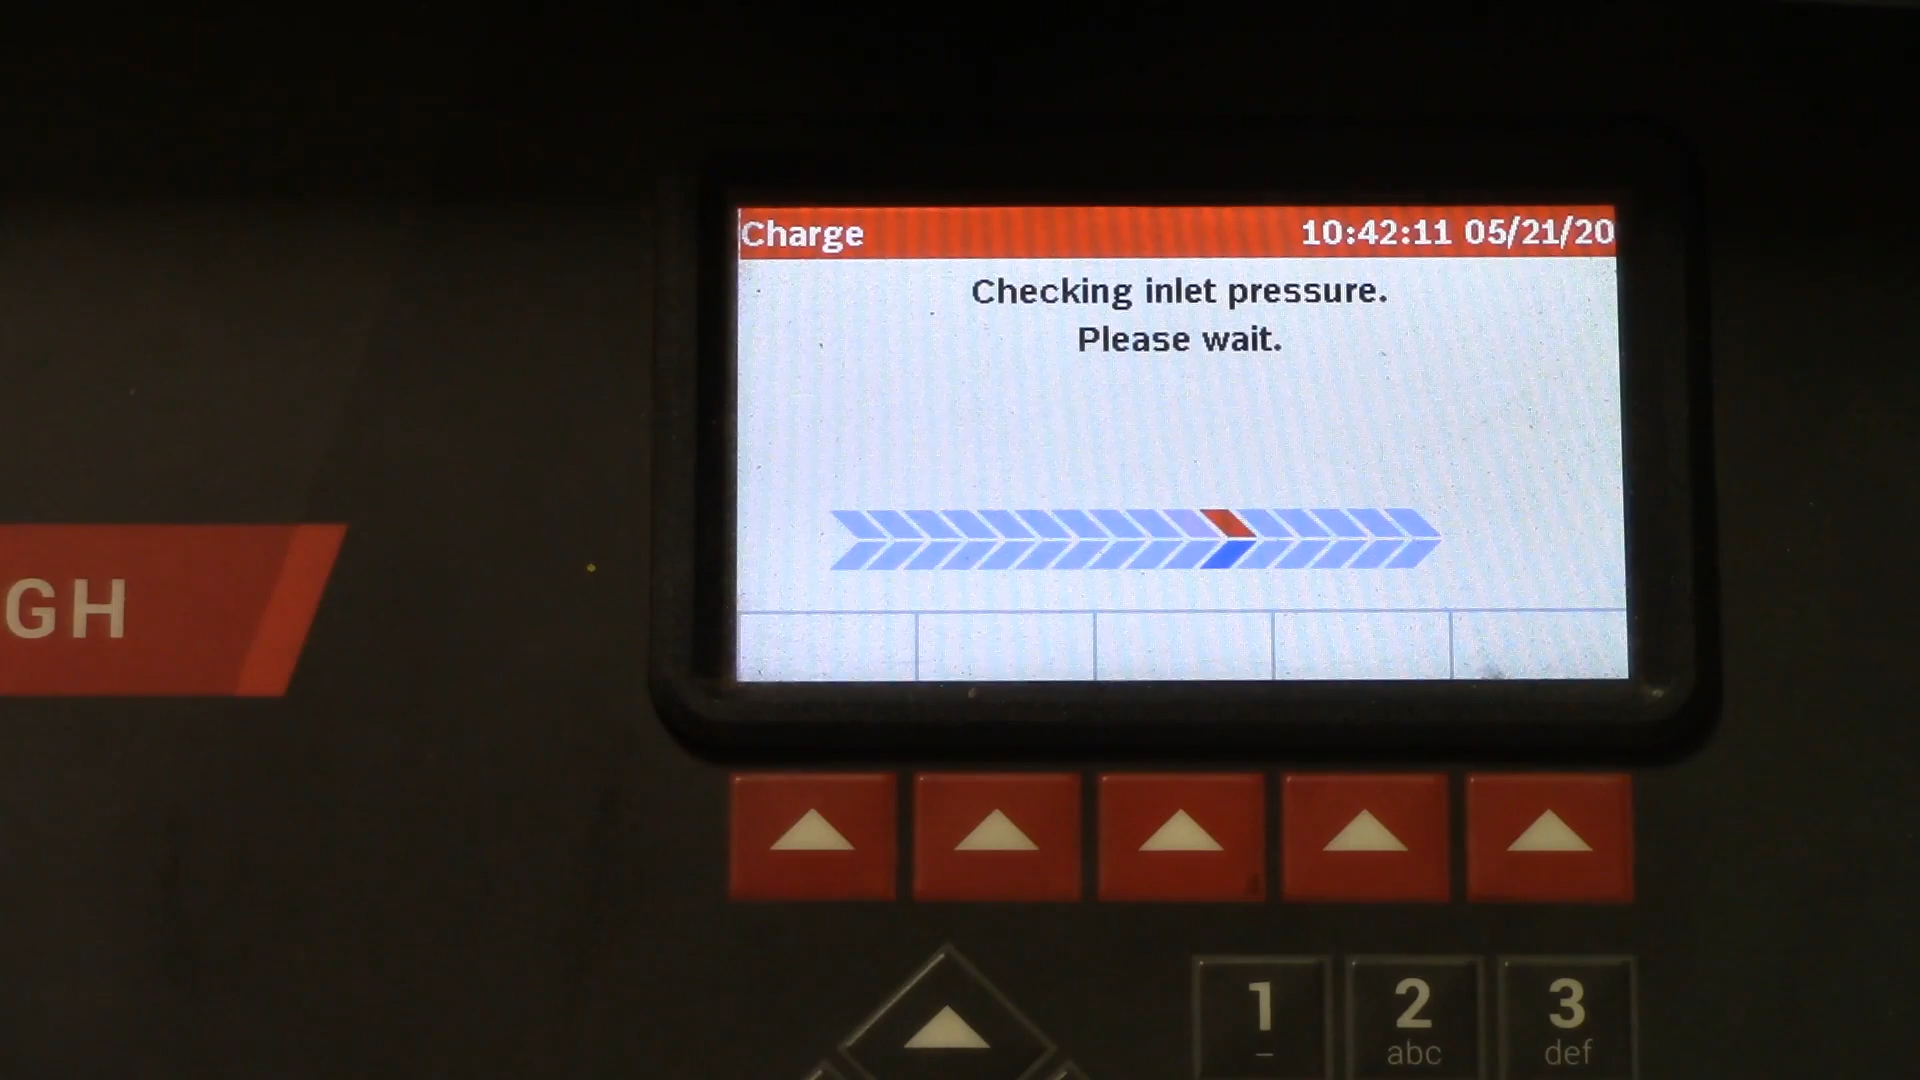 Charge 10:42:11 05/21/20
Checking inlet pressure.
Please wait.
GH
1 2 3
– abc def